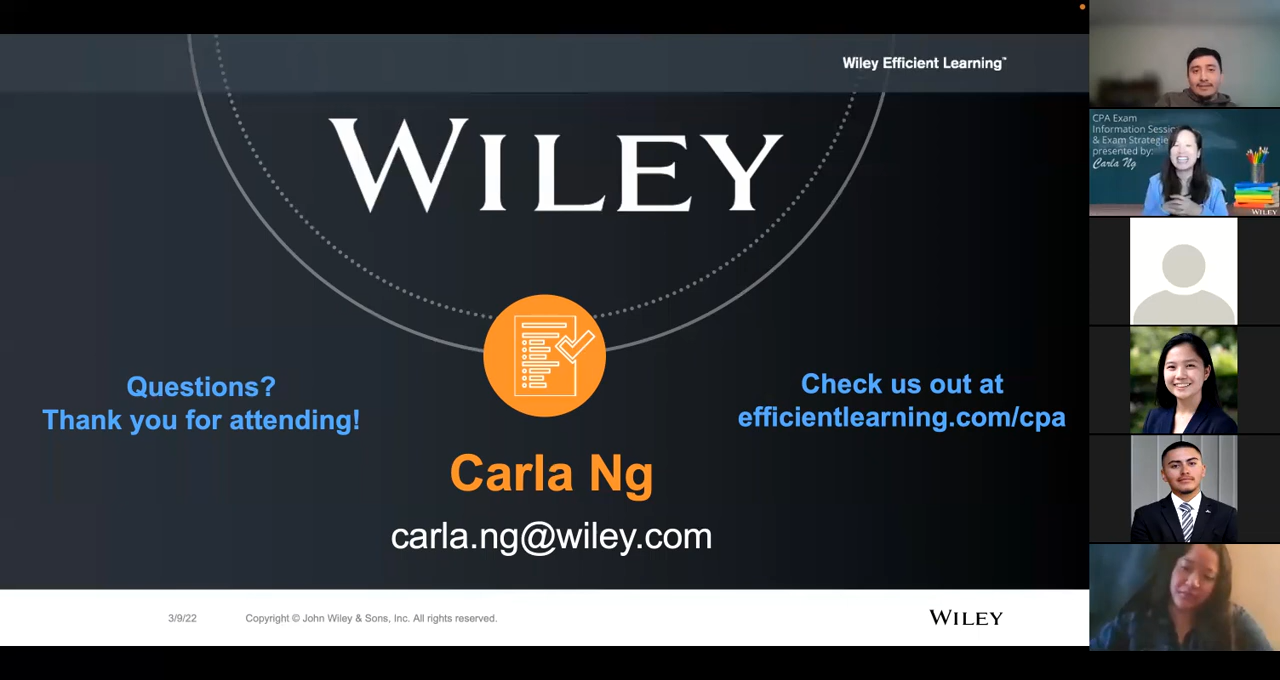 Wiley Efficient Learning™
WILEY
Questions?
Thank you for attending!
Check us out at
efficientlearning.com/cpa
Carla Ng
carla.ng@wiley.com
3/9/22
Copyright © John Wiley & Sons, Inc. All rights reserved.
WILEY
CPA Exam
Information Sessi
& Exam Strategie
presented by:
Carla Ng
WILEY